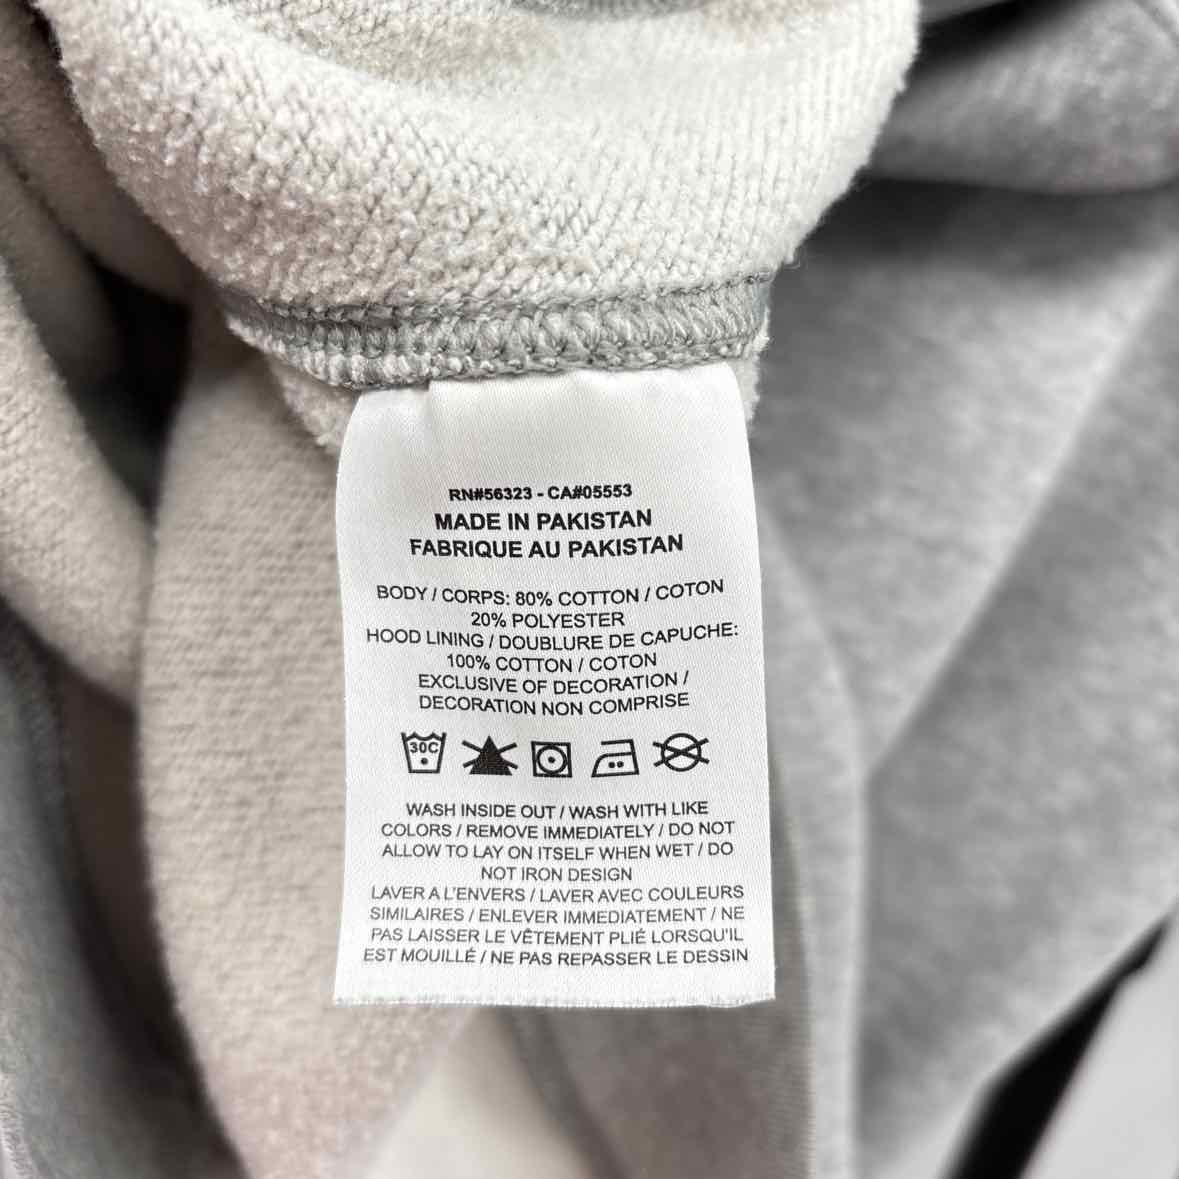 RN#56323 - CA#05553
MADE IN PAKISTAN
FABRIQUE AU PAKISTAN
BODY / CORPS: 80% COTTON / COTON
20% POLYESTER
HOOD LINING / DOUBLURE DE CAPUCHE:
100% COTTON / COTON
EXCLUSIVE OF DECORATION /
DECORATION NON COMPRISE
30C
WASH INSIDE OUT / WASH WITH LIKE
COLORS / REMOVE IMMEDIATELY / DO NOT
ALLOW TO LAY ON ITSELF WHEN WET / DO
NOT IRON DESIGN
LAVER A L'ENVERS / LAVER AVEC COULEURS
SIMILAIRES / ENLEVER IMMEDIATEMENT / NE
PAS LAISSER LE VÊTEMENT PLIÉ LORSQU'IL
EST MOUILLÉ / NE PAS REPASSER LE DESSIN